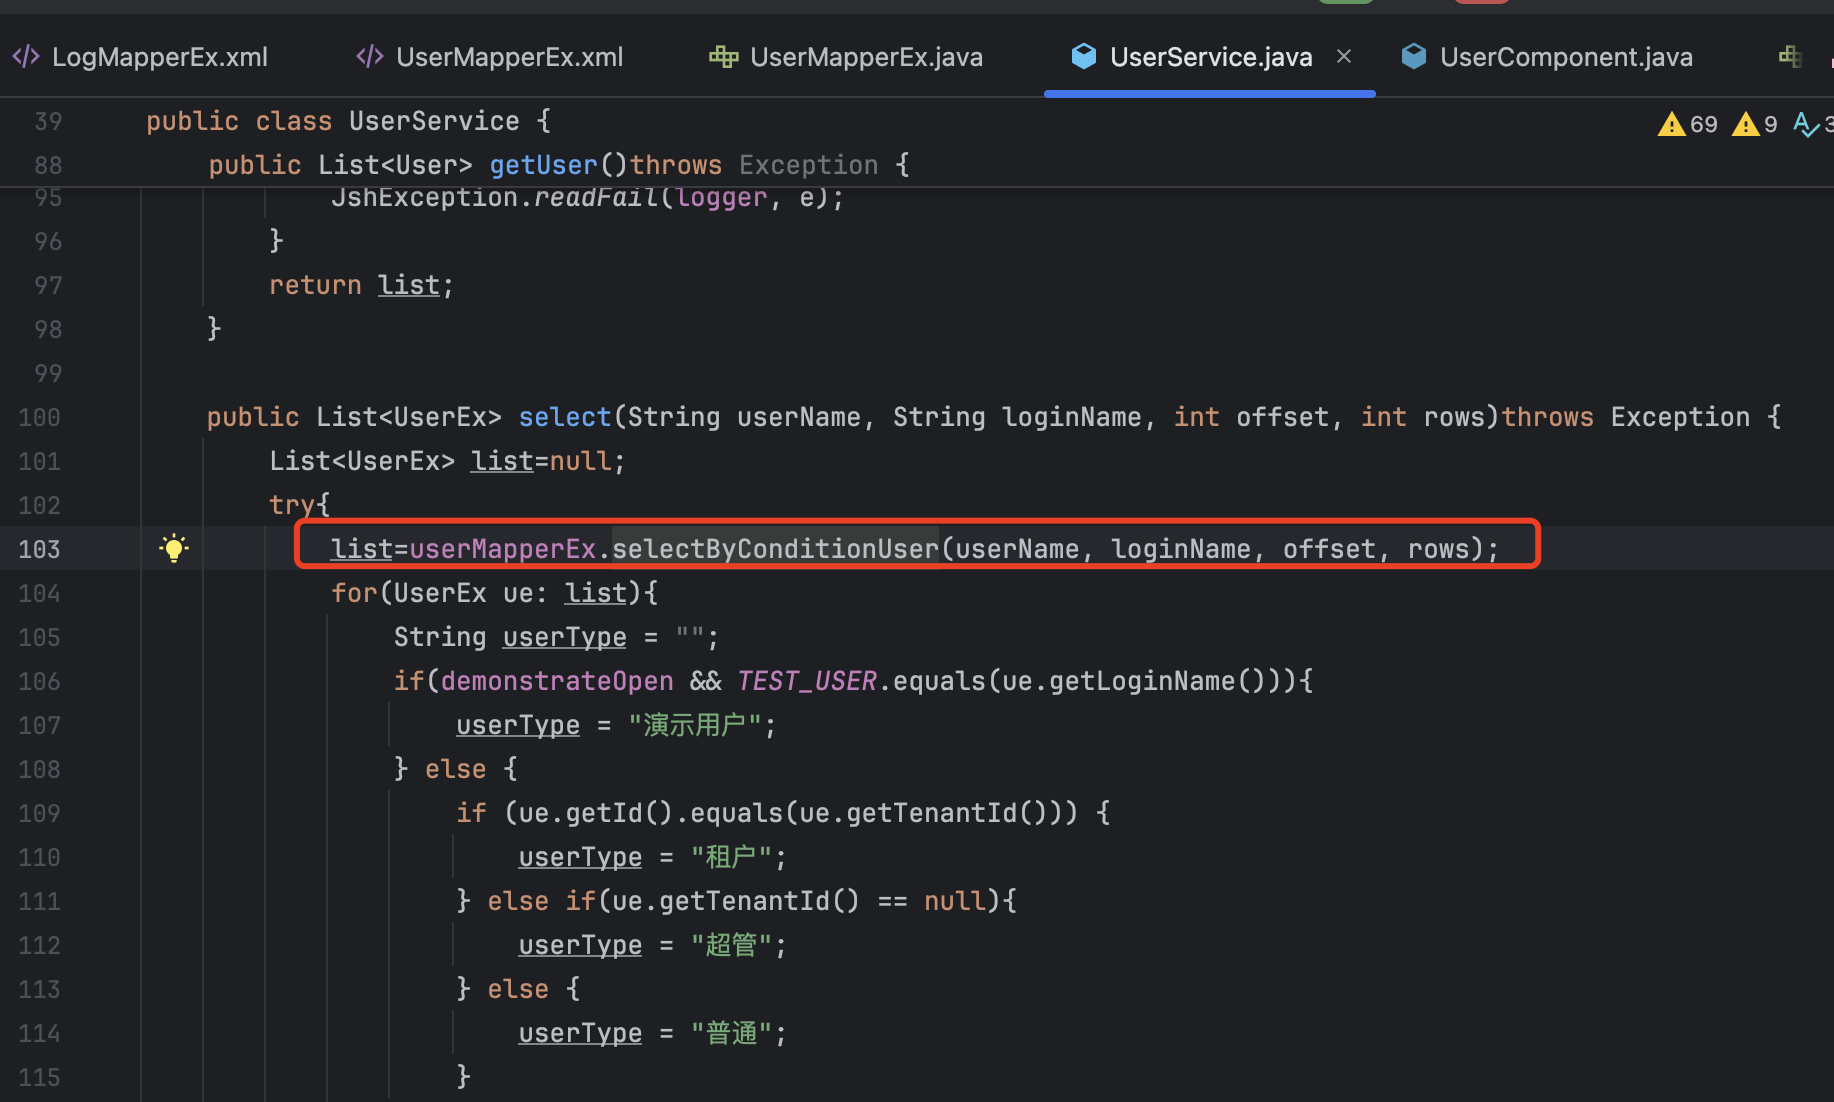 LogMapperEx.xml UserMapperEx.xml UserMapperEx.java UserService.java × UserComponent.java
39 public class UserService { 69 9 3
88 public List<User> getUser()throws Exception {
95 JshException.readFail(logger, e);
96 }
97 return list;
98 }
99
100 public List<UserEx> select(String userName, String loginName, int offset, int rows)throws Exception {
101 List<UserEx> list=null;
102 try{
103 list=userMapperEx.selectByConditionUser(userName, loginName, offset, rows);
104 for(UserEx ue: list){
105 String userType = "";
106 if(demonstrateOpen && TEST_USER.equals(ue.getLoginName())){
107 userType = "演示用户";
108 } else {
109 if (ue.getId().equals(ue.getTenantId())) {
110 userType = "租户";
111 } else if(ue.getTenantId() == null){
112 userType = "超管";
113 } else {
114 userType = "普通";
115 }